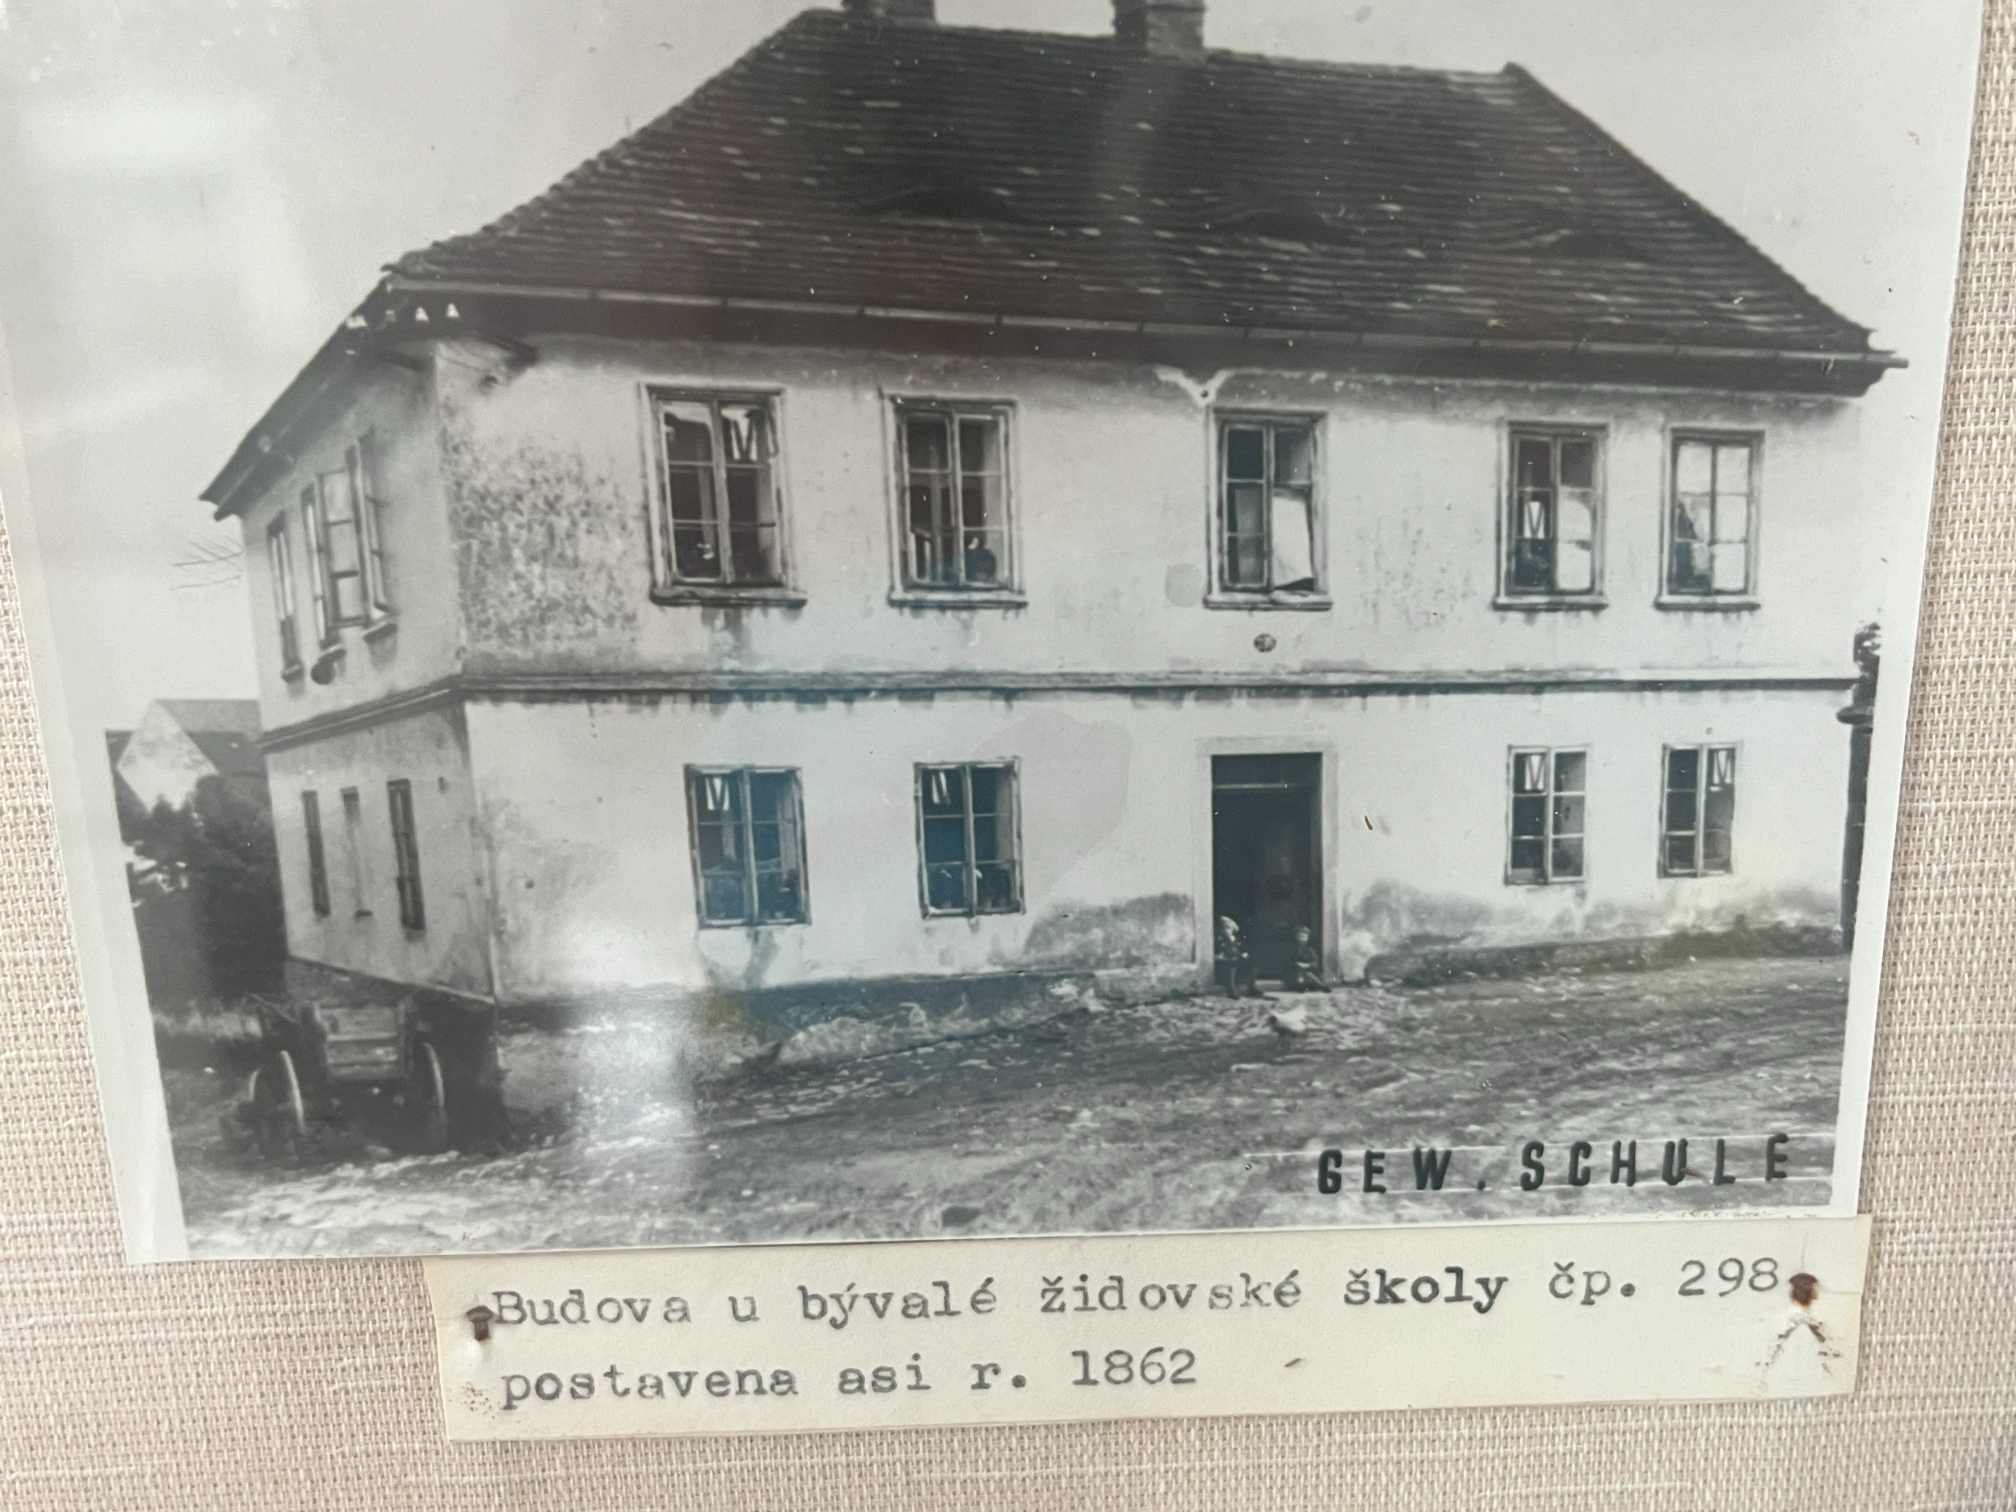 GEW. SCHULE
Budova u bývalé židovské školy čp. 298
postavena asi r. 1862